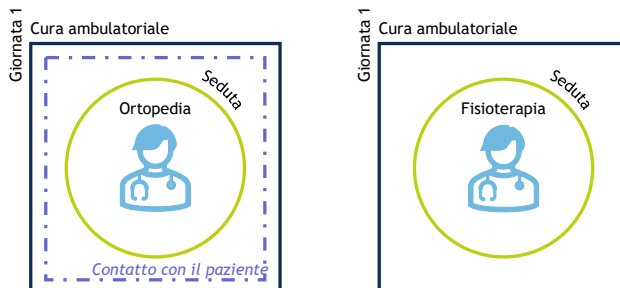 Giornata 1
Cura ambulatoriale
Seduta
Ortopedia
Contatto con il paziente
Giornata 1
Cura ambulatoriale
Seduta
Fisioterapia